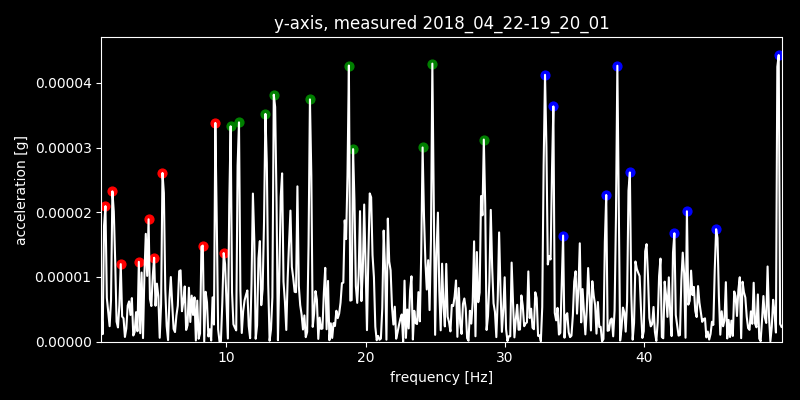 y-axis, measured 2018_04_22-19_20_01
0.00004
0.00003
0.00002
0.00001
0.00000
acceleration [g]
10 20 30 40
frequency [Hz]